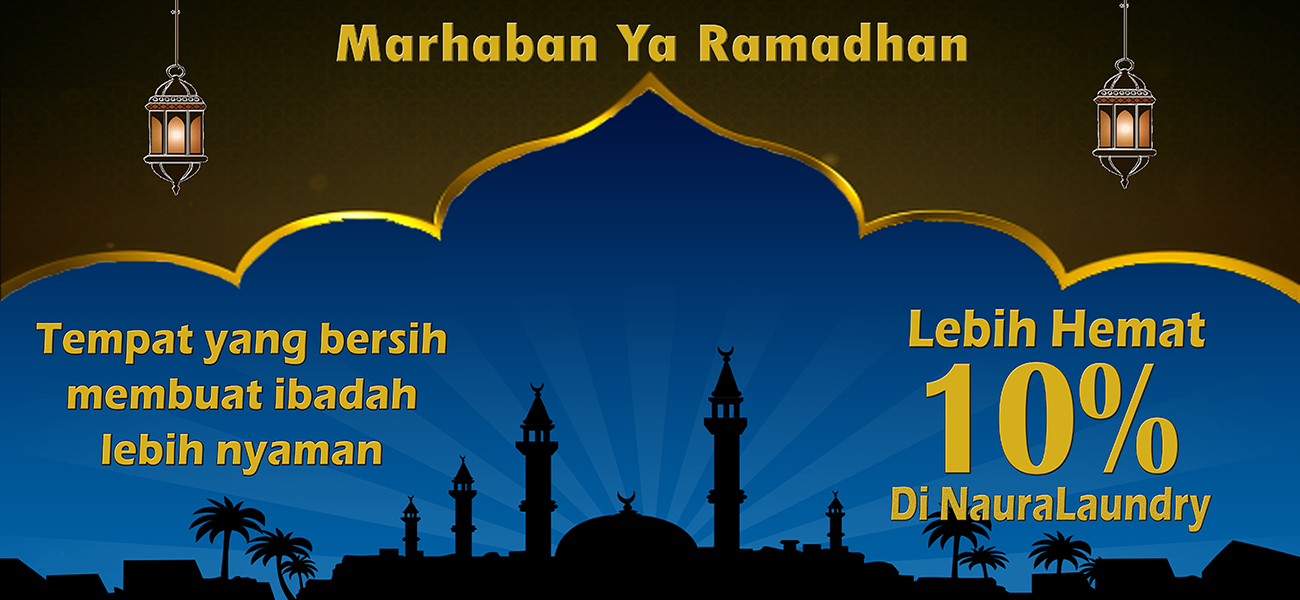 Marhaban Ya Ramadhan
Tempat yang bersih
membuat ibadah
lebih nyaman
Lebih Hemat
10%
Di NauraLaundry